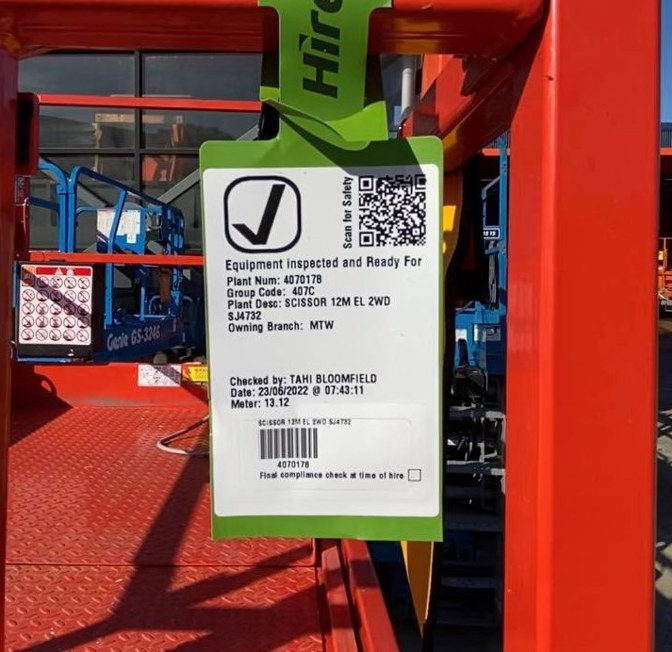 Hire
Scan for Safety
Equipment inspected and Ready For
Plant Num: 4070178
Group Code: 407C
Plant Desc: SCISSOR 12M EL 2WD
SJ4732
Owning Branch: MTW
Checked by: TAHI BLOOMFIELD
Date: 23/06/2022 @ 07:43:11
Meter: 13.12
SCISSOR 12M EL 2WD SJ4732
4070178
Final compliance check at time of hire
Genie GS-3246